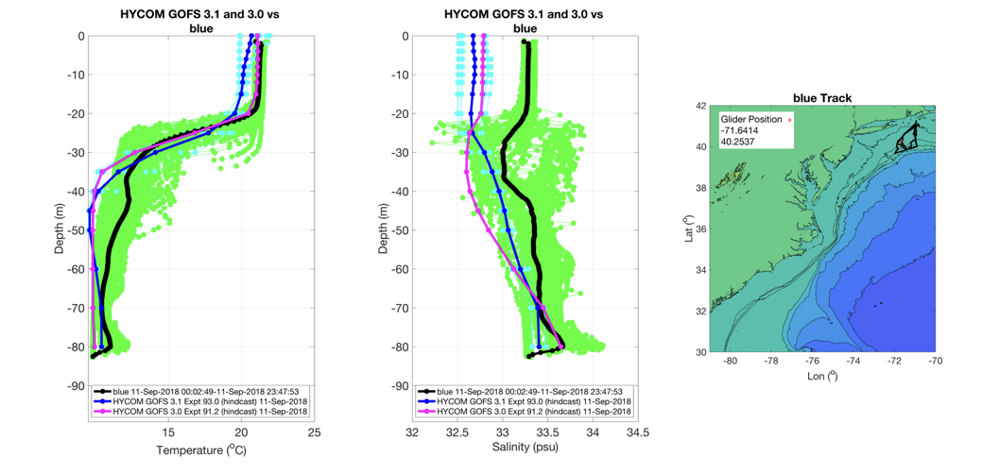 HYCOM GOFS 3.1 and 3.0 vs
blue
0
-10
-20
-30
-40
-50
-60
-70
-80
-90
Depth (m)
blue 11-Sep-2018 00:02:49-11-Sep-2018 23:47:53
HYCOM GOFS 3.1 Expt 93.0 (hindcast) 11-Sep-2018
HYCOM GOFS 3.0 Expt 91.2 (hindcast) 11-Sep-2018
15 20 25
Temperature (°C)
HYCOM GOFS 3.1 and 3.0 vs
blue
0
-10
-20
-30
-40
-50
-60
-70
-80
-90
Depth (m)
blue 11-Sep-2018 00:02:49-11-Sep-2018 23:47:53
HYCOM GOFS 3.1 Expt 93.0 (hindcast) 11-Sep-2018
HYCOM GOFS 3.0 Expt 91.2 (hindcast) 11-Sep-2018
32 32.5 33 33.5 34 34.5
Salinity (psu)
blue Track
Glider Position
-71.6414
40.2537
42
40
38
36
34
32
30
Lat (°)
-80 -78 -76 -74 -72 -70
Lon (°)